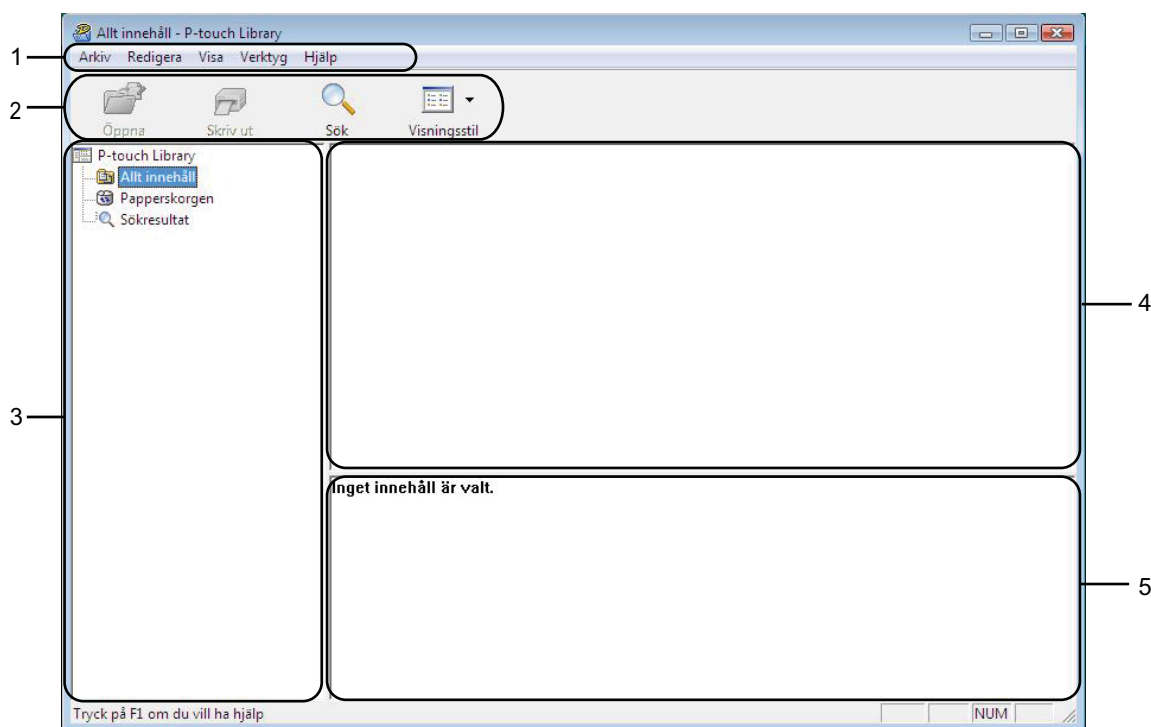 Allt innehåll - P-touch Library
1
Arkiv Redigera Visa Verktyg Hjälp
2
Öppna Skriv ut Sök Visningsstil
P-touch Library
Allt innehåll
Papperskorgen
Sökresultat
3
4
Inget innehåll är valt.
5
Tryck på F1 om du vill ha hjälp NUM